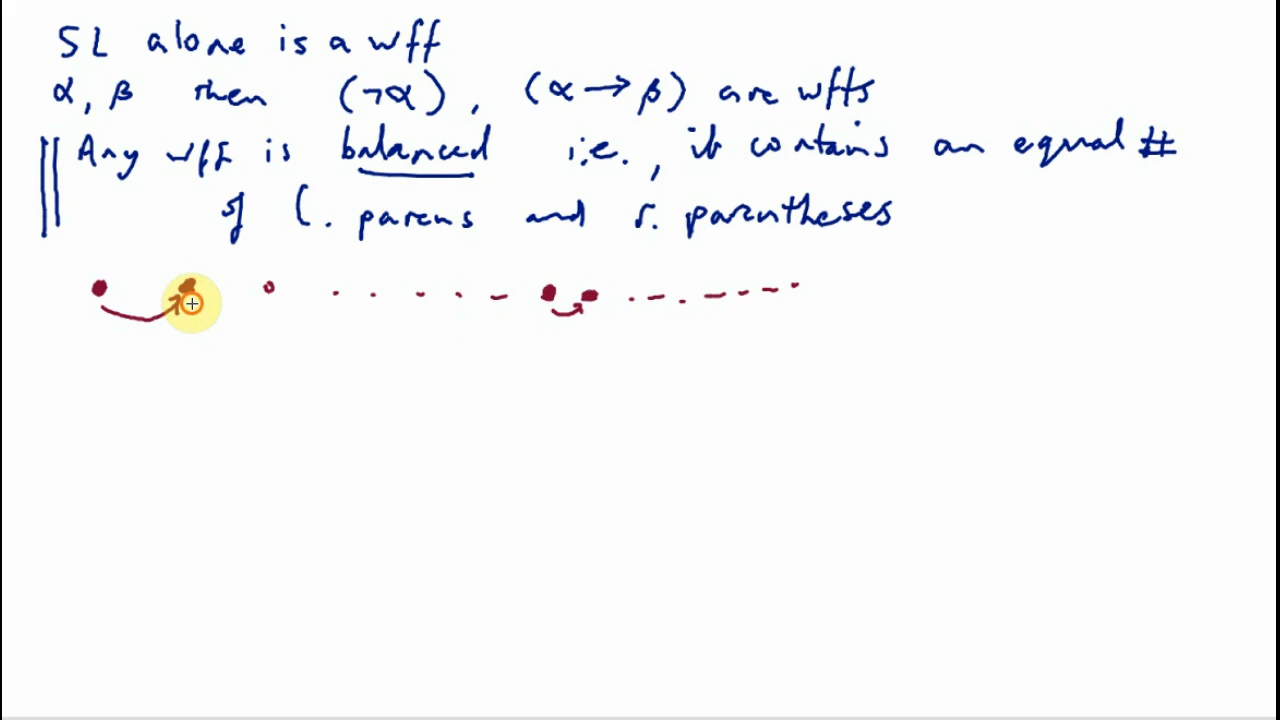 SL alone is a wff
α, β then (¬α), (α → β) are wffs
Any wff is balanced i.e., it contains an equal #
of l. parens and r. parentheses